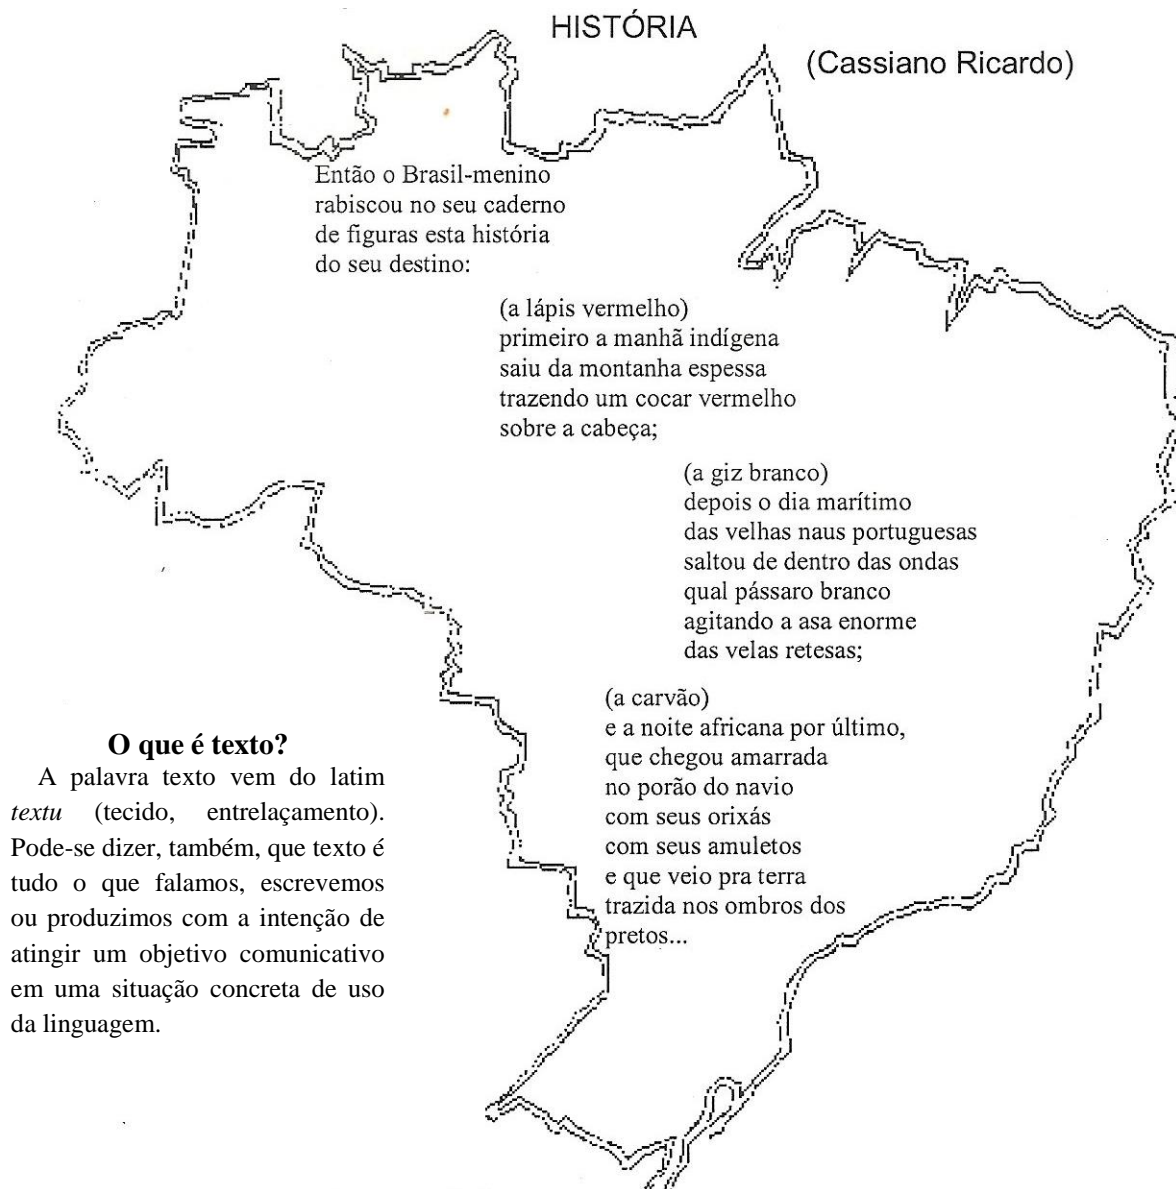 HISTÓRIA
(Cassiano Ricardo)
Então o Brasil-menino
rabiscou no seu caderno
de figuras esta história
do seu destino:
(a lápis vermelho)
primeiro a manhã indígena
saiu da montanha espessa
trazendo um cocar vermelho
sobre a cabeça;
(a giz branco)
depois o dia marítimo
das velhas naus portuguesas
saltou de dentro das ondas
qual pássaro branco
agitando a asa enorme
das velas retesas;
(a carvão)
e a noite africana por último,
que chegou amarrada
no porão do navio
com seus orixás
com seus amuletos
e que veio pra terra
trazida nos ombros dos
pretos...
O que é texto?
A palavra texto vem do latim
textu (tecido, entrelaçamento).
Pode-se dizer, também, que texto é
tudo o que falamos, escrevemos
ou produzimos com a intenção de
atingir um objetivo comunicativo
em uma situação concreta de uso
da linguagem.